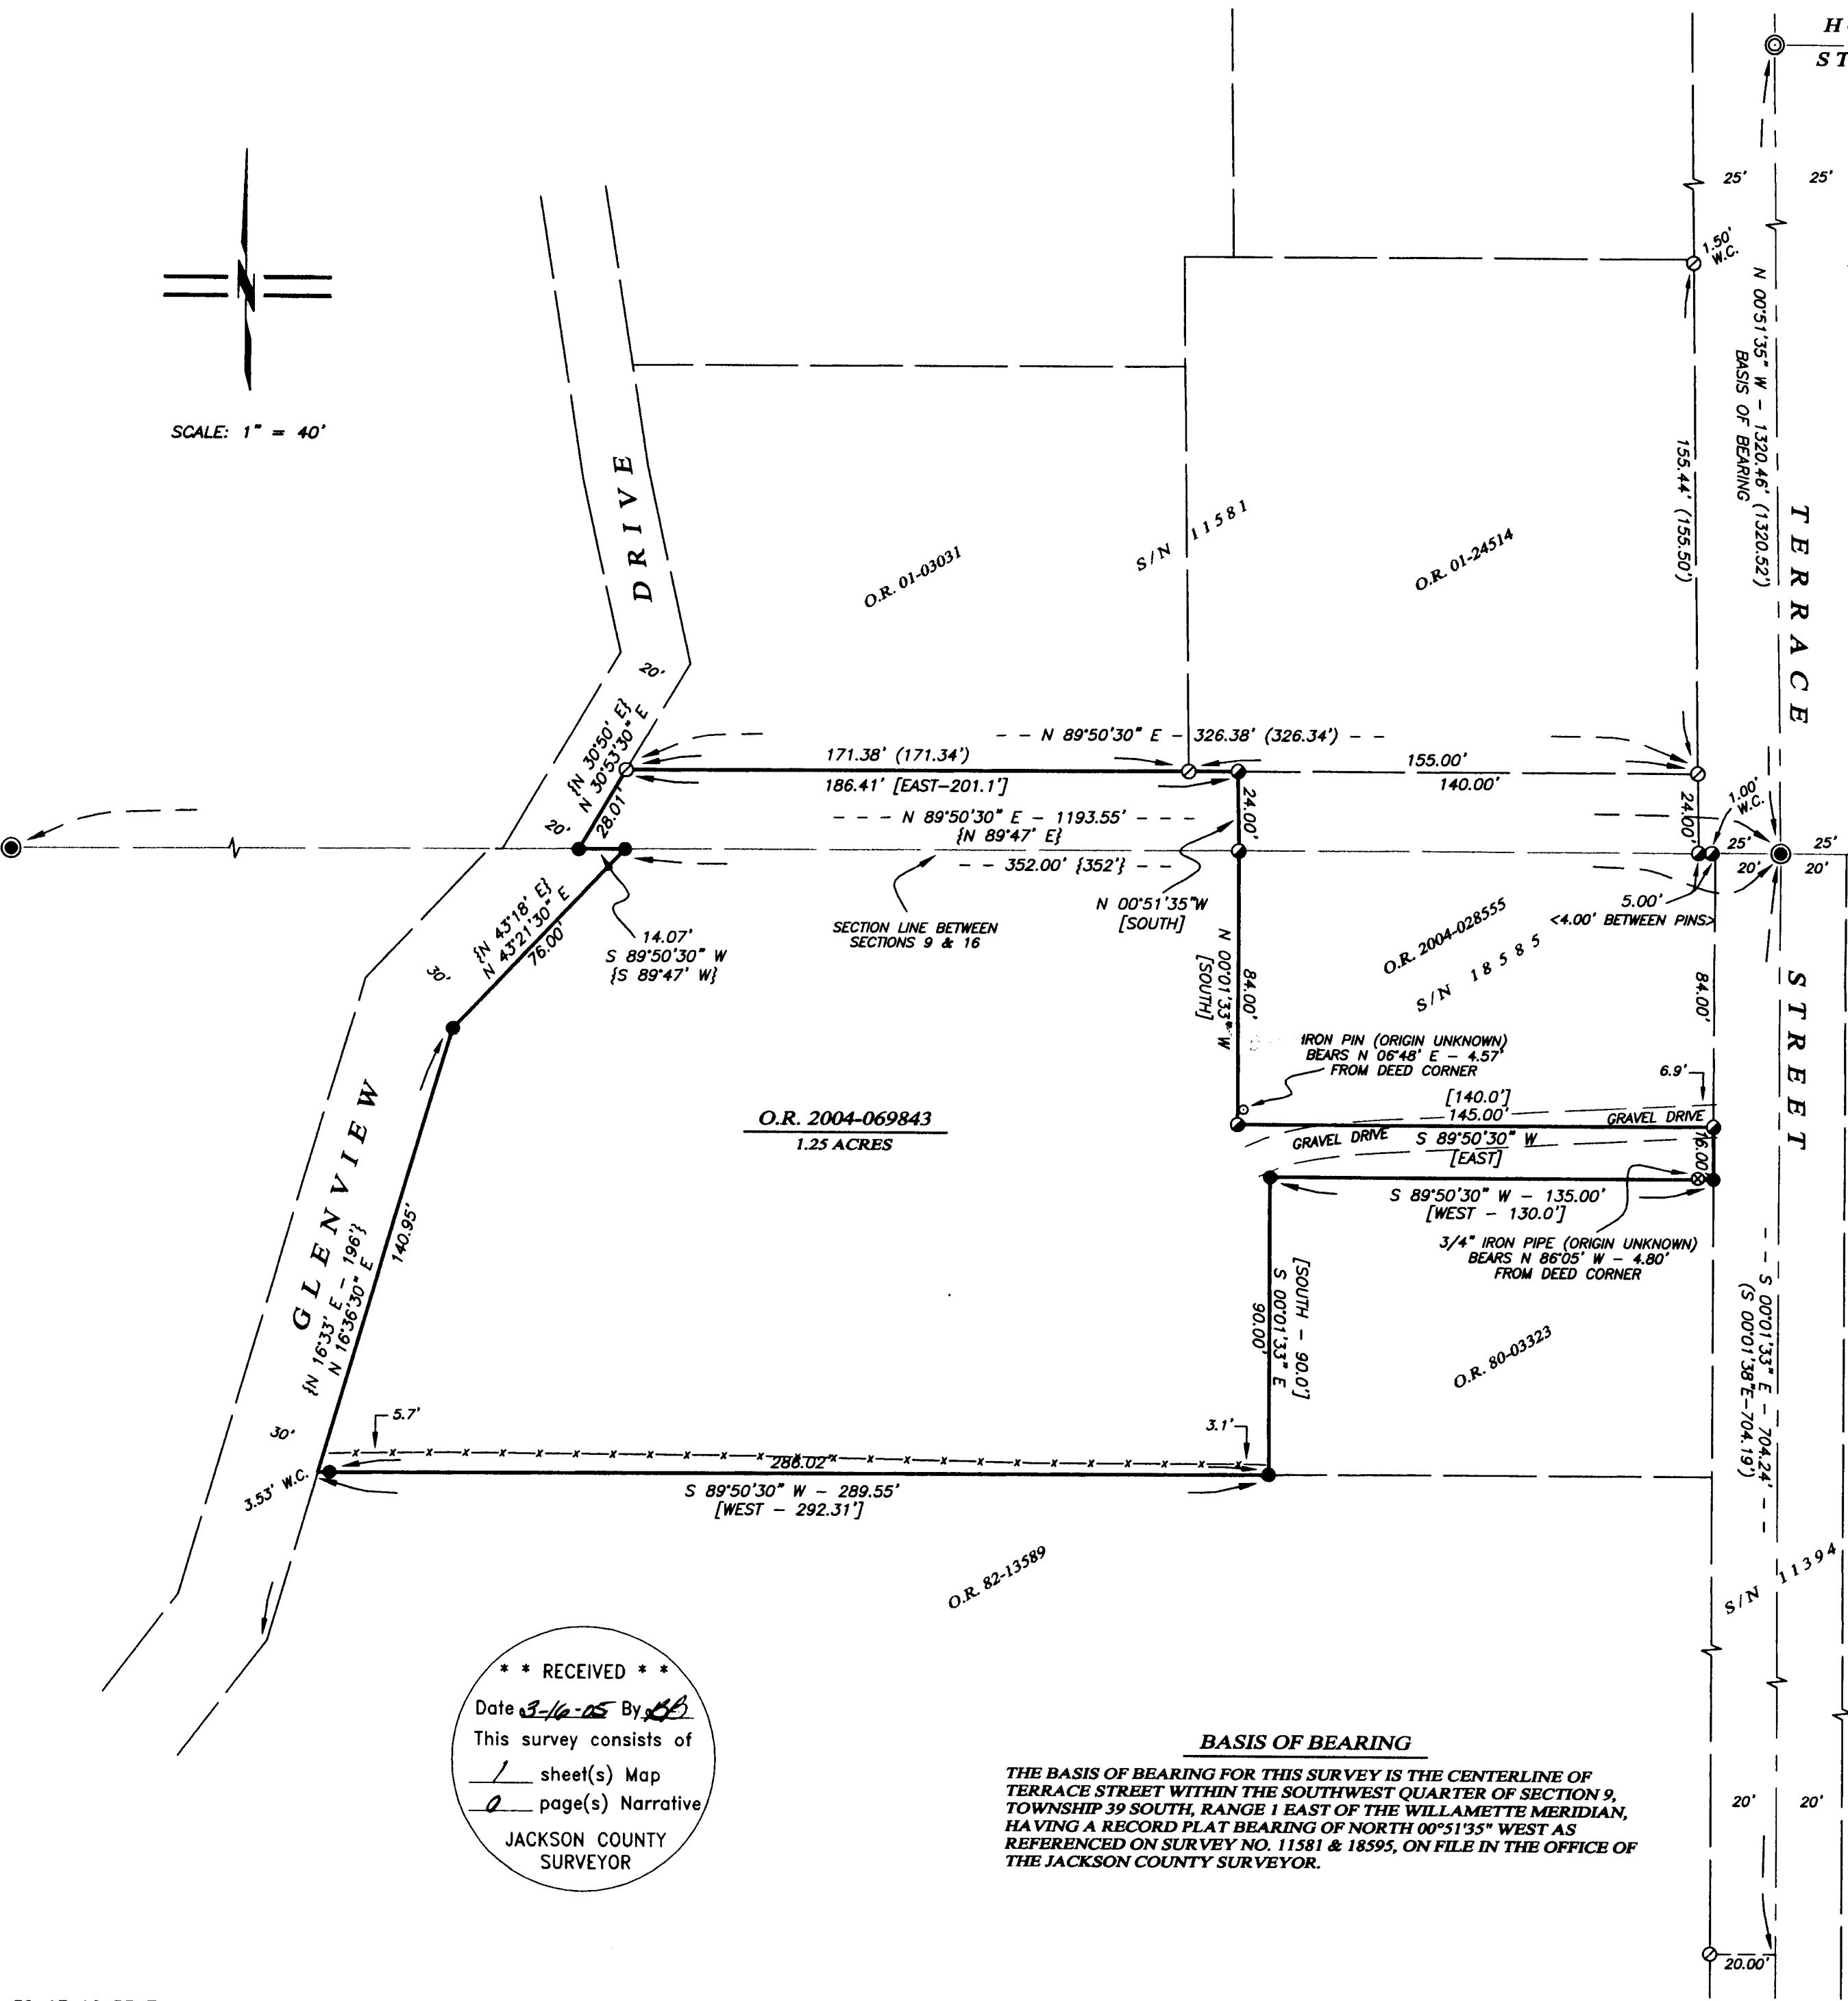 H
ST
25'
25'
1.50'
W.C.
N 00°51'35" W - 1320.46' (1320.52')
BASIS OF BEARING
N
SCALE: 1" = 40'
DRIVE
155.44' (155.50')
TERRACE
S/N 11581
O.R. 01-03031
O.R. 01-24514
20'
{N 30°50' E}
N 30°53'30" E
28.01'
20'
- - N 89°50'30" E - 326.38' (326.34') - -
171.38' (171.34')
155.00'
186.41' [EAST-201.1']
140.00'
24.00'
24.00'
1.00'
W.C.
- - - N 89°50'30" E - 1193.55' - - -
{N 89°47' E}
- - 352.00' {352'} - -
25'
25'
20'
20'
SECTION LINE BETWEEN
SECTIONS 9 & 16
N 00°51'35"W
[SOUTH]
5.00'
<4.00' BETWEEN PINS>
{N 43°18' E}
N 43°21'30" E
76.00'
14.07'
S 89°50'30" W
{S 89°47' W}
30'
O.R. 2004-028555
S/N 18585
84.00'
N 00°01'33" W
[SOUTH]
84.00'
STREET
IRON PIN (ORIGIN UNKNOWN)
BEARS N 06°48' E - 4.57'
FROM DEED CORNER
6.9'
[140.0']
145.00'
GRAVEL DRIVE
GRAVEL DRIVE
S 89°50'30" W
[EAST]
16.00'
O.R. 2004-069843
1.25 ACRES
S 89°50'30" W - 135.00'
[WEST - 130.0']
3/4" IRON PIPE (ORIGIN UNKNOWN)
BEARS N 86°05' W - 4.80'
FROM DEED CORNER
GLENVIEW
{N 16°33' E - 196'}
N 16°36'30" E
140.95'
[SOUTH - 90.0']
S 00°01'33" E
90.00'
O.R. 80-03323
- - S 00°01'33" E - 704.24' - -
(S 00°01'38"E-704.19')
30'
5.7'
3.1'
286.02'
3.53' W.C.
S 89°50'30" W - 289.55'
[WEST - 292.31']
O.R. 82-13589
S/N 11394
* * RECEIVED * *
Date 3-16-05 By BB
This survey consists of
1 sheet(s) Map
0 page(s) Narrative
JACKSON COUNTY
SURVEYOR
BASIS OF BEARING
THE BASIS OF BEARING FOR THIS SURVEY IS THE CENTERLINE OF
TERRACE STREET WITHIN THE SOUTHWEST QUARTER OF SECTION 9,
TOWNSHIP 39 SOUTH, RANGE 1 EAST OF THE WILLAMETTE MERIDIAN,
HAVING A RECORD PLAT BEARING OF NORTH 00°51'35" WEST AS
REFERENCED ON SURVEY NO. 11581 & 18595, ON FILE IN THE OFFICE OF
THE JACKSON COUNTY SURVEYOR.
20'
20'
20.00'